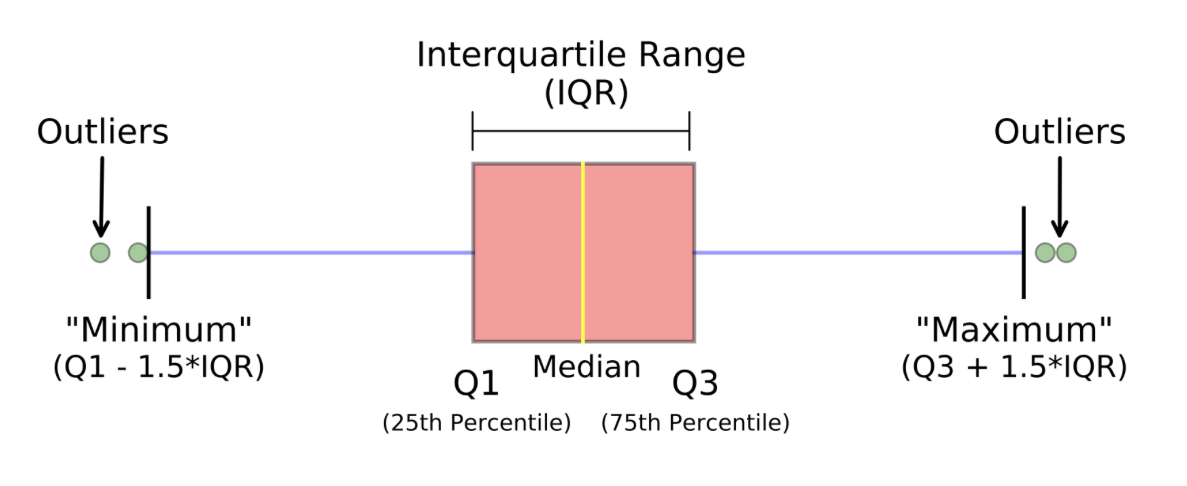 Interquartile Range
(IQR)
Outliers
Outliers
"Minimum"
(Q1 - 1.5*IQR)
"Maximum"
(Q3 + 1.5*IQR)
Q1
Median
Q3
(25th Percentile)
(75th Percentile)